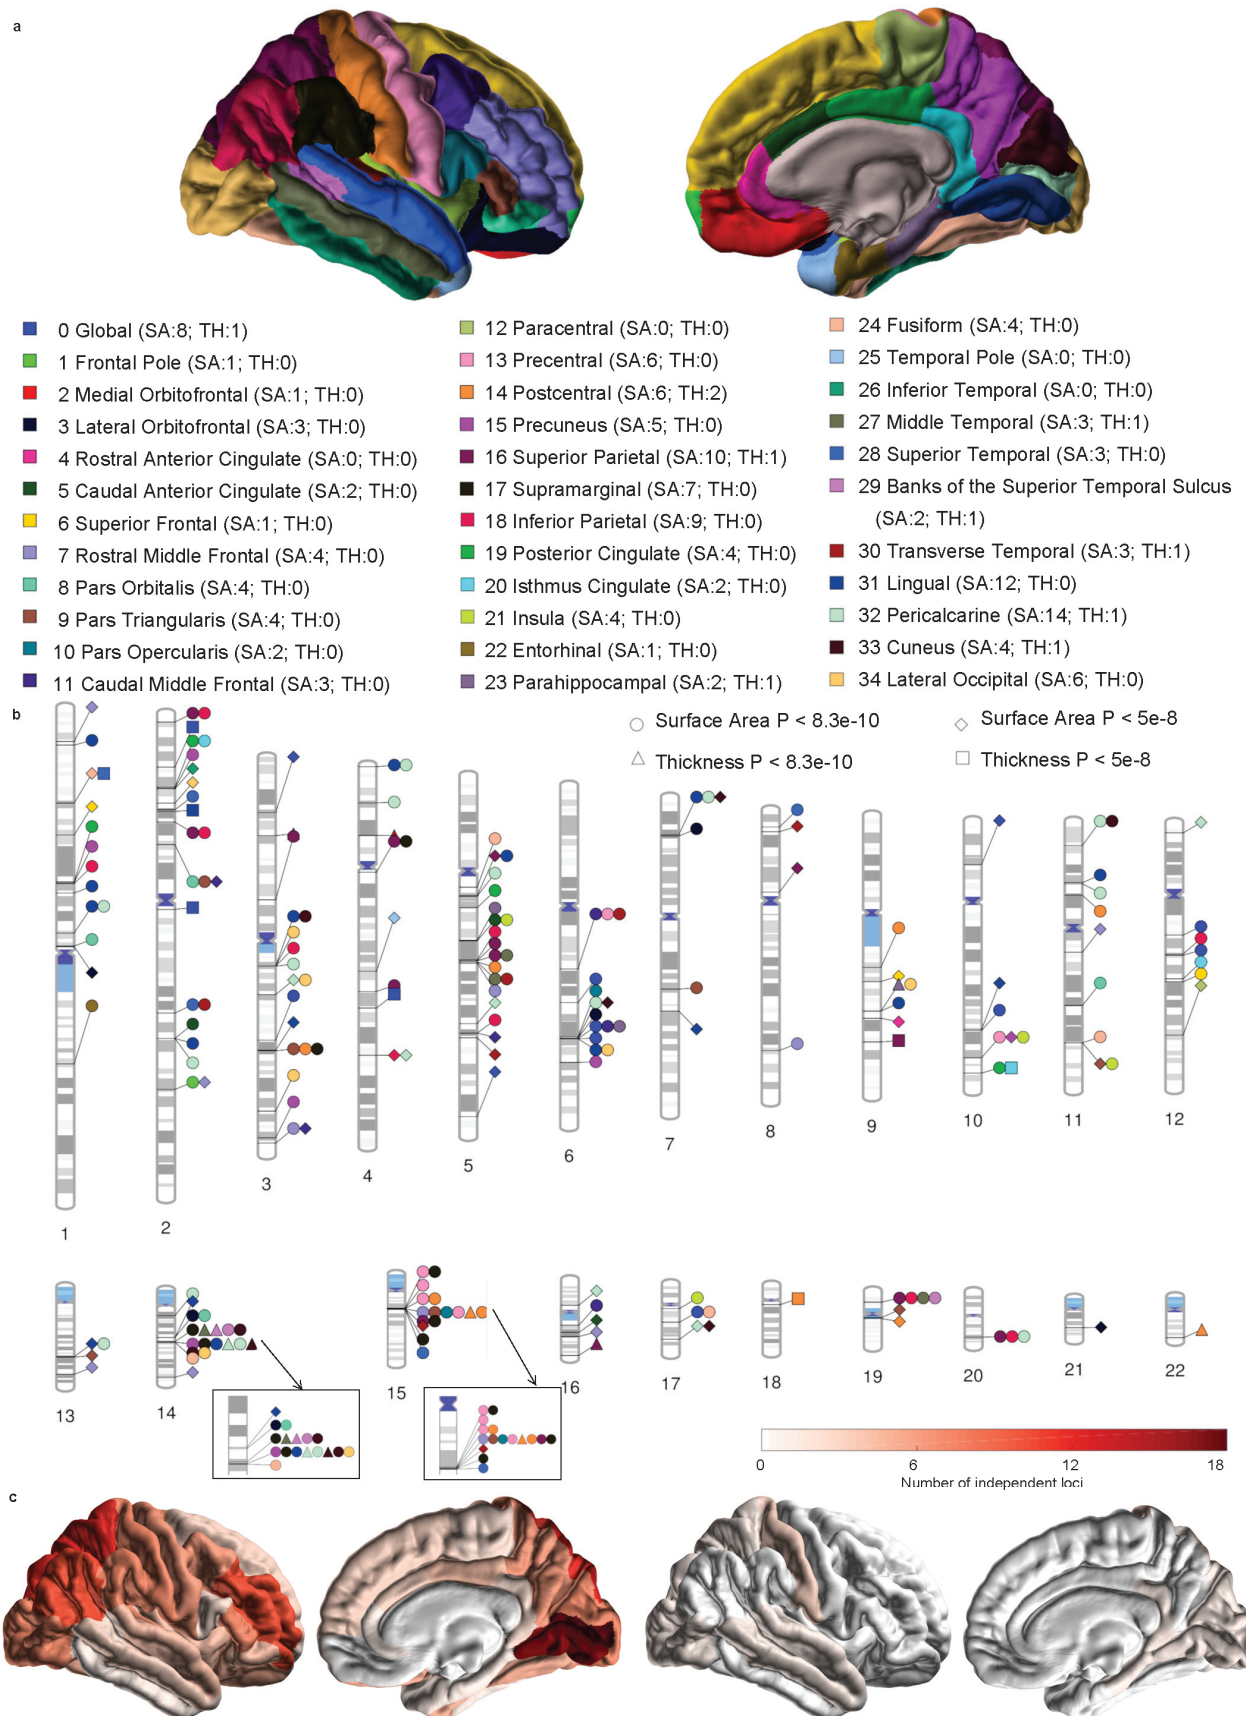 a
0 Global (SA:8; TH:1)
1 Frontal Pole (SA:1; TH:0)
2 Medial Orbitofrontal (SA:1; TH:0)
3 Lateral Orbitofrontal (SA:3; TH:0)
4 Rostral Anterior Cingulate (SA:0; TH:0)
5 Caudal Anterior Cingulate (SA:2; TH:0)
6 Superior Frontal (SA:1; TH:0)
7 Rostral Middle Frontal (SA:4; TH:0)
8 Pars Orbitalis (SA:4; TH:0)
9 Pars Triangularis (SA:4; TH:0)
10 Pars Opercularis (SA:2; TH:0)
11 Caudal Middle Frontal (SA:3; TH:0)
12 Paracentral (SA:0; TH:0)
13 Precentral (SA:6; TH:0)
14 Postcentral (SA:6; TH:2)
15 Precuneus (SA:5; TH:0)
16 Superior Parietal (SA:10; TH:1)
17 Supramarginal (SA:7; TH:0)
18 Inferior Parietal (SA:9; TH:0)
19 Posterior Cingulate (SA:4; TH:0)
20 Isthmus Cingulate (SA:2; TH:0)
21 Insula (SA:4; TH:0)
22 Entorhinal (SA:1; TH:0)
23 Parahippocampal (SA:2; TH:1)
24 Fusiform (SA:4; TH:0)
25 Temporal Pole (SA:0; TH:0)
26 Inferior Temporal (SA:0; TH:0)
27 Middle Temporal (SA:3; TH:1)
28 Superior Temporal (SA:3; TH:0)
29 Banks of the Superior Temporal Sulcus
(SA:2; TH:1)
30 Transverse Temporal (SA:3; TH:1)
31 Lingual (SA:12; TH:0)
32 Pericalcarine (SA:14; TH:1)
33 Cuneus (SA:4; TH:1)
34 Lateral Occipital (SA:6; TH:0)
b
Surface Area P < 8.3e-10
Surface Area P < 5e-8
Thickness P < 8.3e-10
Thickness P < 5e-8
1
2
3
4
5
6
7
8
9
10
11
12
13
14
15
16
17
18
19
20
21
22
0
6
12
18
Number of independent loci
c